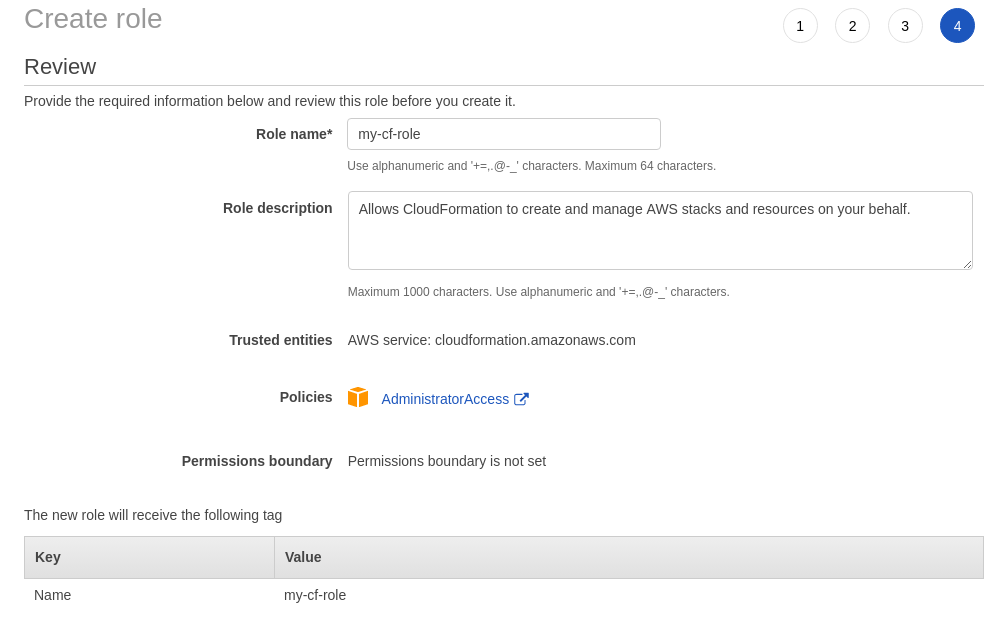 Create role
1 2 3 4
Review
Provide the required information below and review this role before you create it.
Role name* my-cf-role
Use alphanumeric and '+=,.@-_' characters. Maximum 64 characters.
Role description Allows CloudFormation to create and manage AWS stacks and resources on your behalf.
Maximum 1000 characters. Use alphanumeric and '+=,.@-_' characters.
Trusted entities AWS service: cloudformation.amazonaws.com
Policies AdministratorAccess
Permissions boundary Permissions boundary is not set
The new role will receive the following tag
Key Value
Name my-cf-role